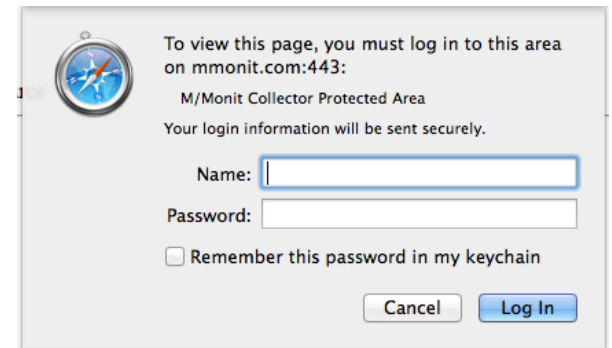 To view this page, you must log in to this area
on mmonit.com:443:
M/Monit Collector Protected Area
Your login information will be sent securely.
Name:
Password:
Remember this password in my keychain
Cancel Log In